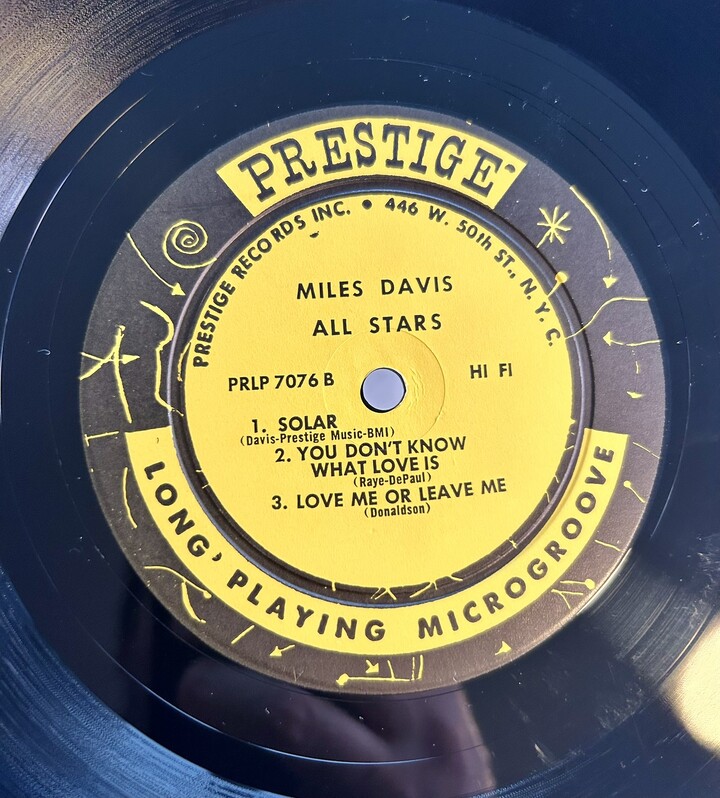 PRESTIGE
PRESTIGE RECORDS INC. • 446 W. 50th ST., N.Y.C.
MILES DAVIS
ALL STARS
PRLP 7076 B
HI FI
1. SOLAR
(Davis-Prestige Music-BMI)
2. YOU DON'T KNOW
WHAT LOVE IS
(Raye-DePaul)
3. LOVE ME OR LEAVE ME
(Donaldson)
LONG' PLAYING MICROGROOVE